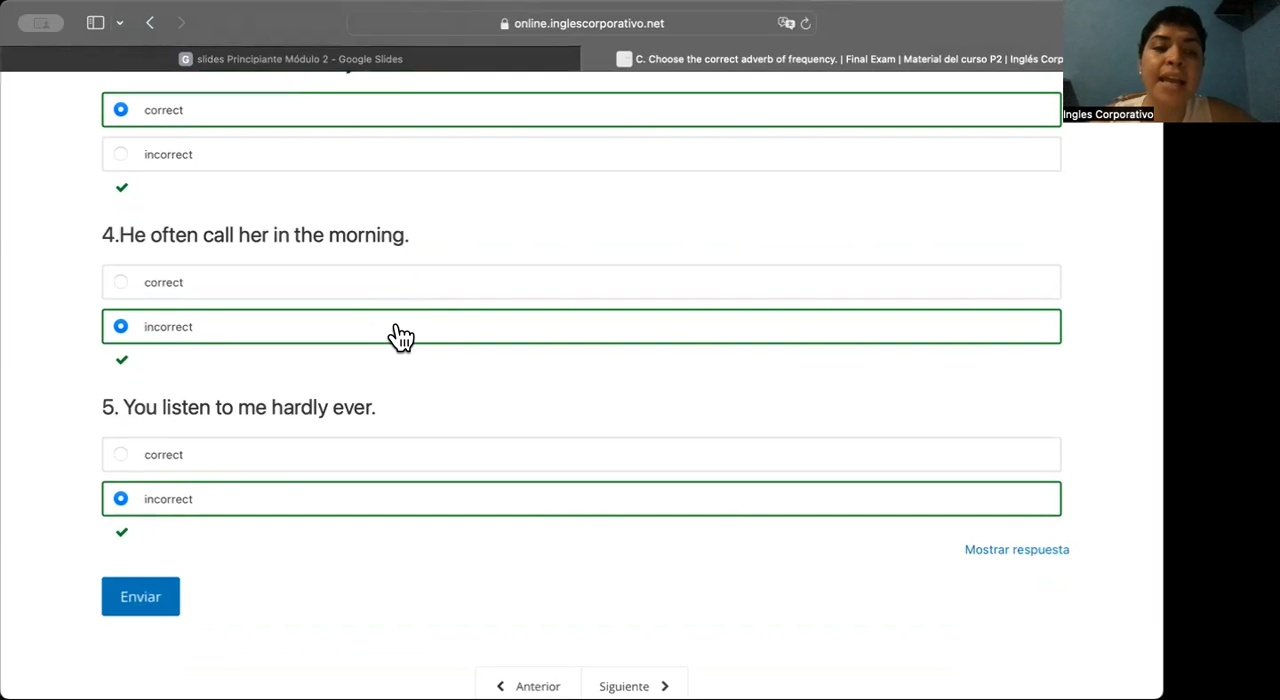 online.inglescorporativo.net
slides Principiante Módulo 2 - Google Slides
C. Choose the correct adverb of frequency. | Final Exam | Material del curso P2 | Inglés Corp
Ingles Corporativo
correct
incorrect
4.He often call her in the morning.
correct
incorrect
5. You listen to me hardly ever.
correct
incorrect
Mostrar respuesta
Enviar
Anterior
Siguiente